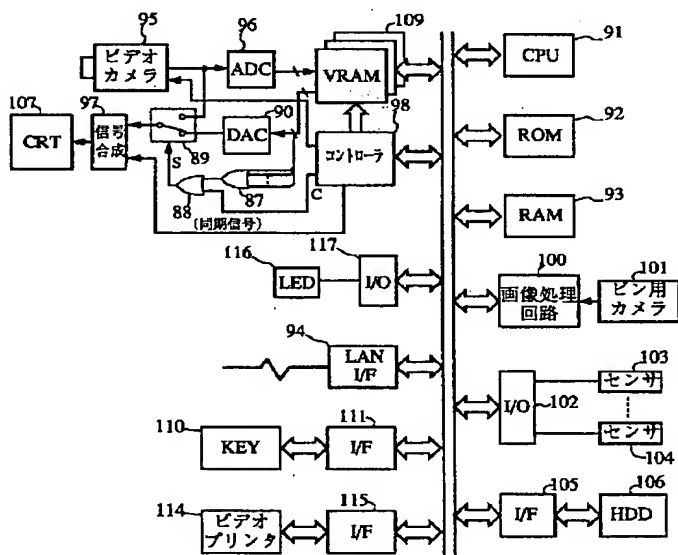 109
95
96
91
ビデオ
カメラ
ADC
VRAM
CPU
107
97
90
98
92
CRT
信号
合成
DAC
コントローラ
ROM
89
S
88
87
C
93
(同期信号)
RAM
116
117
100
101
LED
I/O
画像処理
回路
ビン用
カメラ
94
LAN
I/F
103
センサ
I/O
102
センサ
104
110
111
KEY
I/F
105
106
114
115
ビデオ
プリンタ
I/F
I/F
HDD